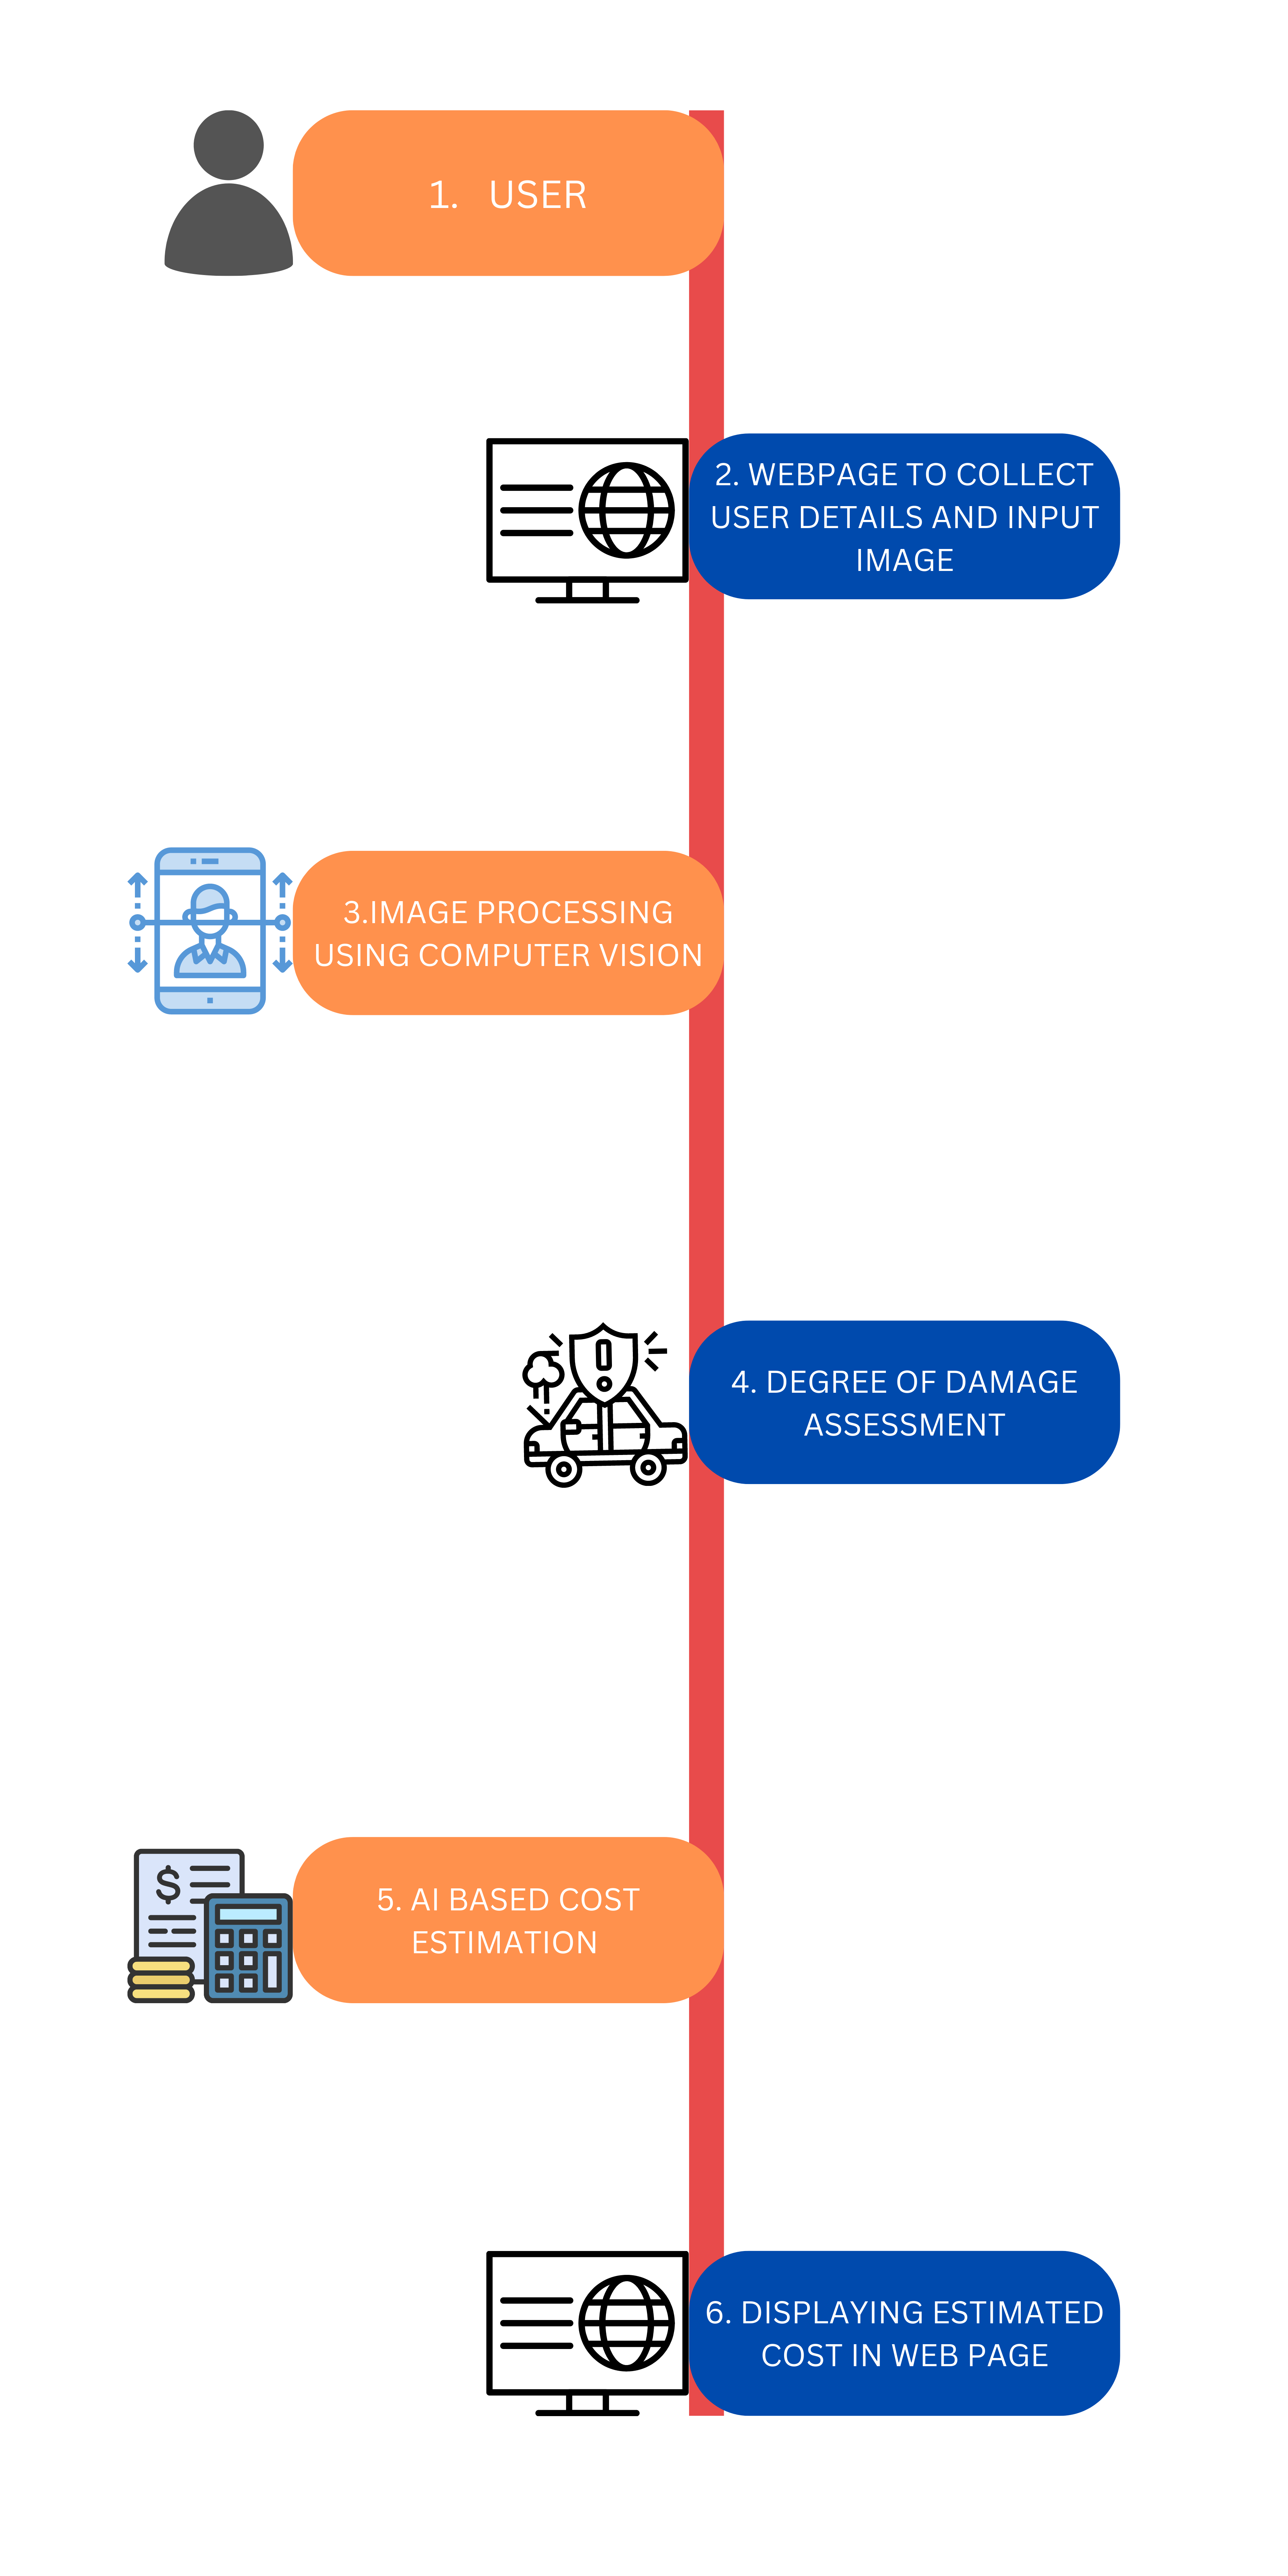 1. USER
2. WEBPAGE TO COLLECT
USER DETAILS AND INPUT
IMAGE
3.IMAGE PROCESSING
USING COMPUTER VISION
4. DEGREE OF DAMAGE
ASSESSMENT
$
5. AI BASED COST
ESTIMATION
6. DISPLAYING ESTIMATED
COST IN WEB PAGE